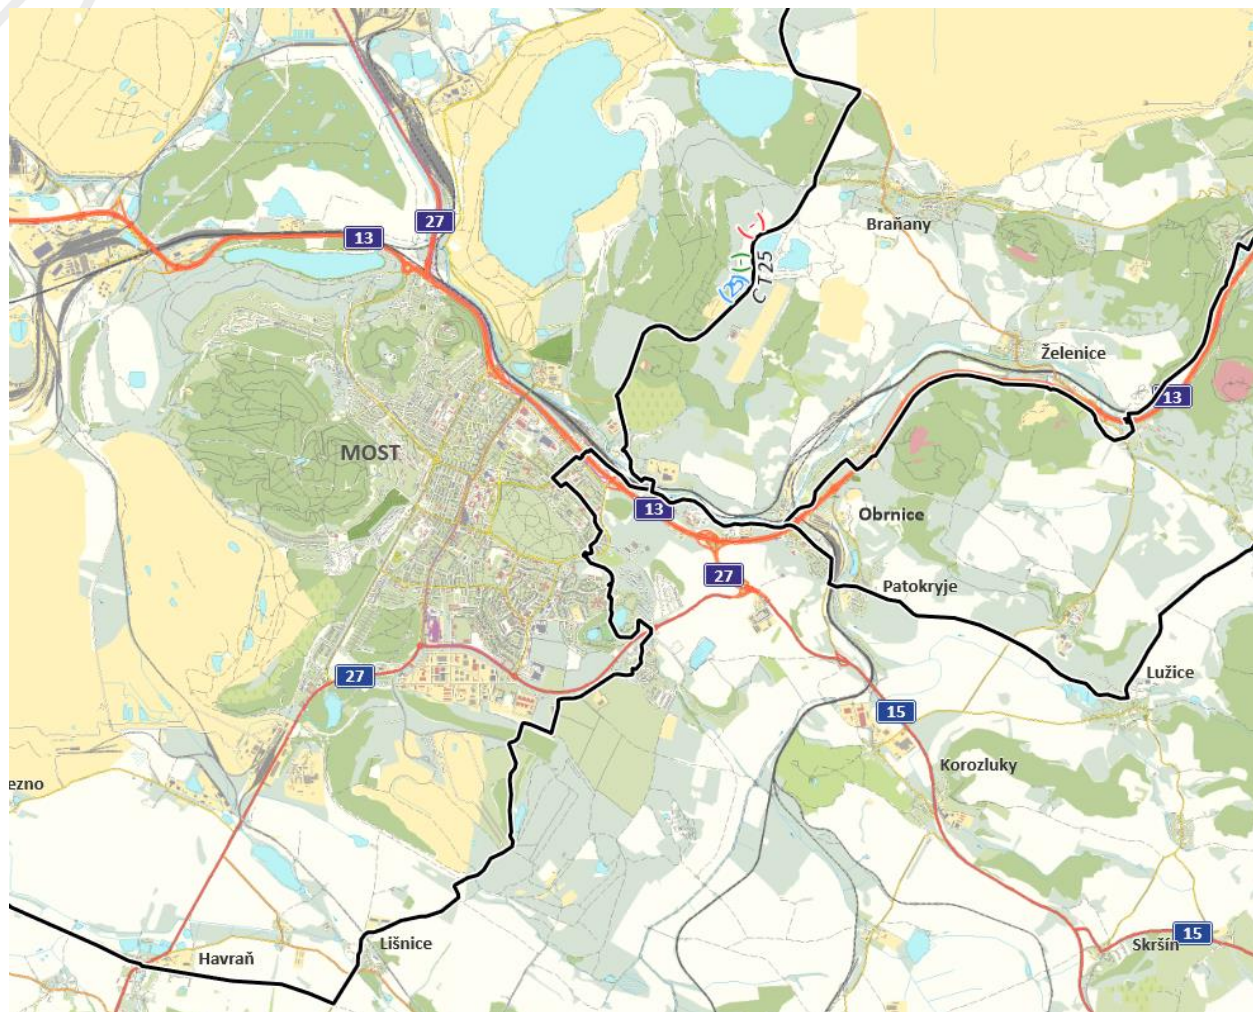 27
13
Braňany
(-)
(-)
(25)
CT25
Želenice
13
MOST
13
Obrnice
27
Patokryje
Lužice
27
15
Korozluky
ezno
Lišnice
Havraň
Skršín
15